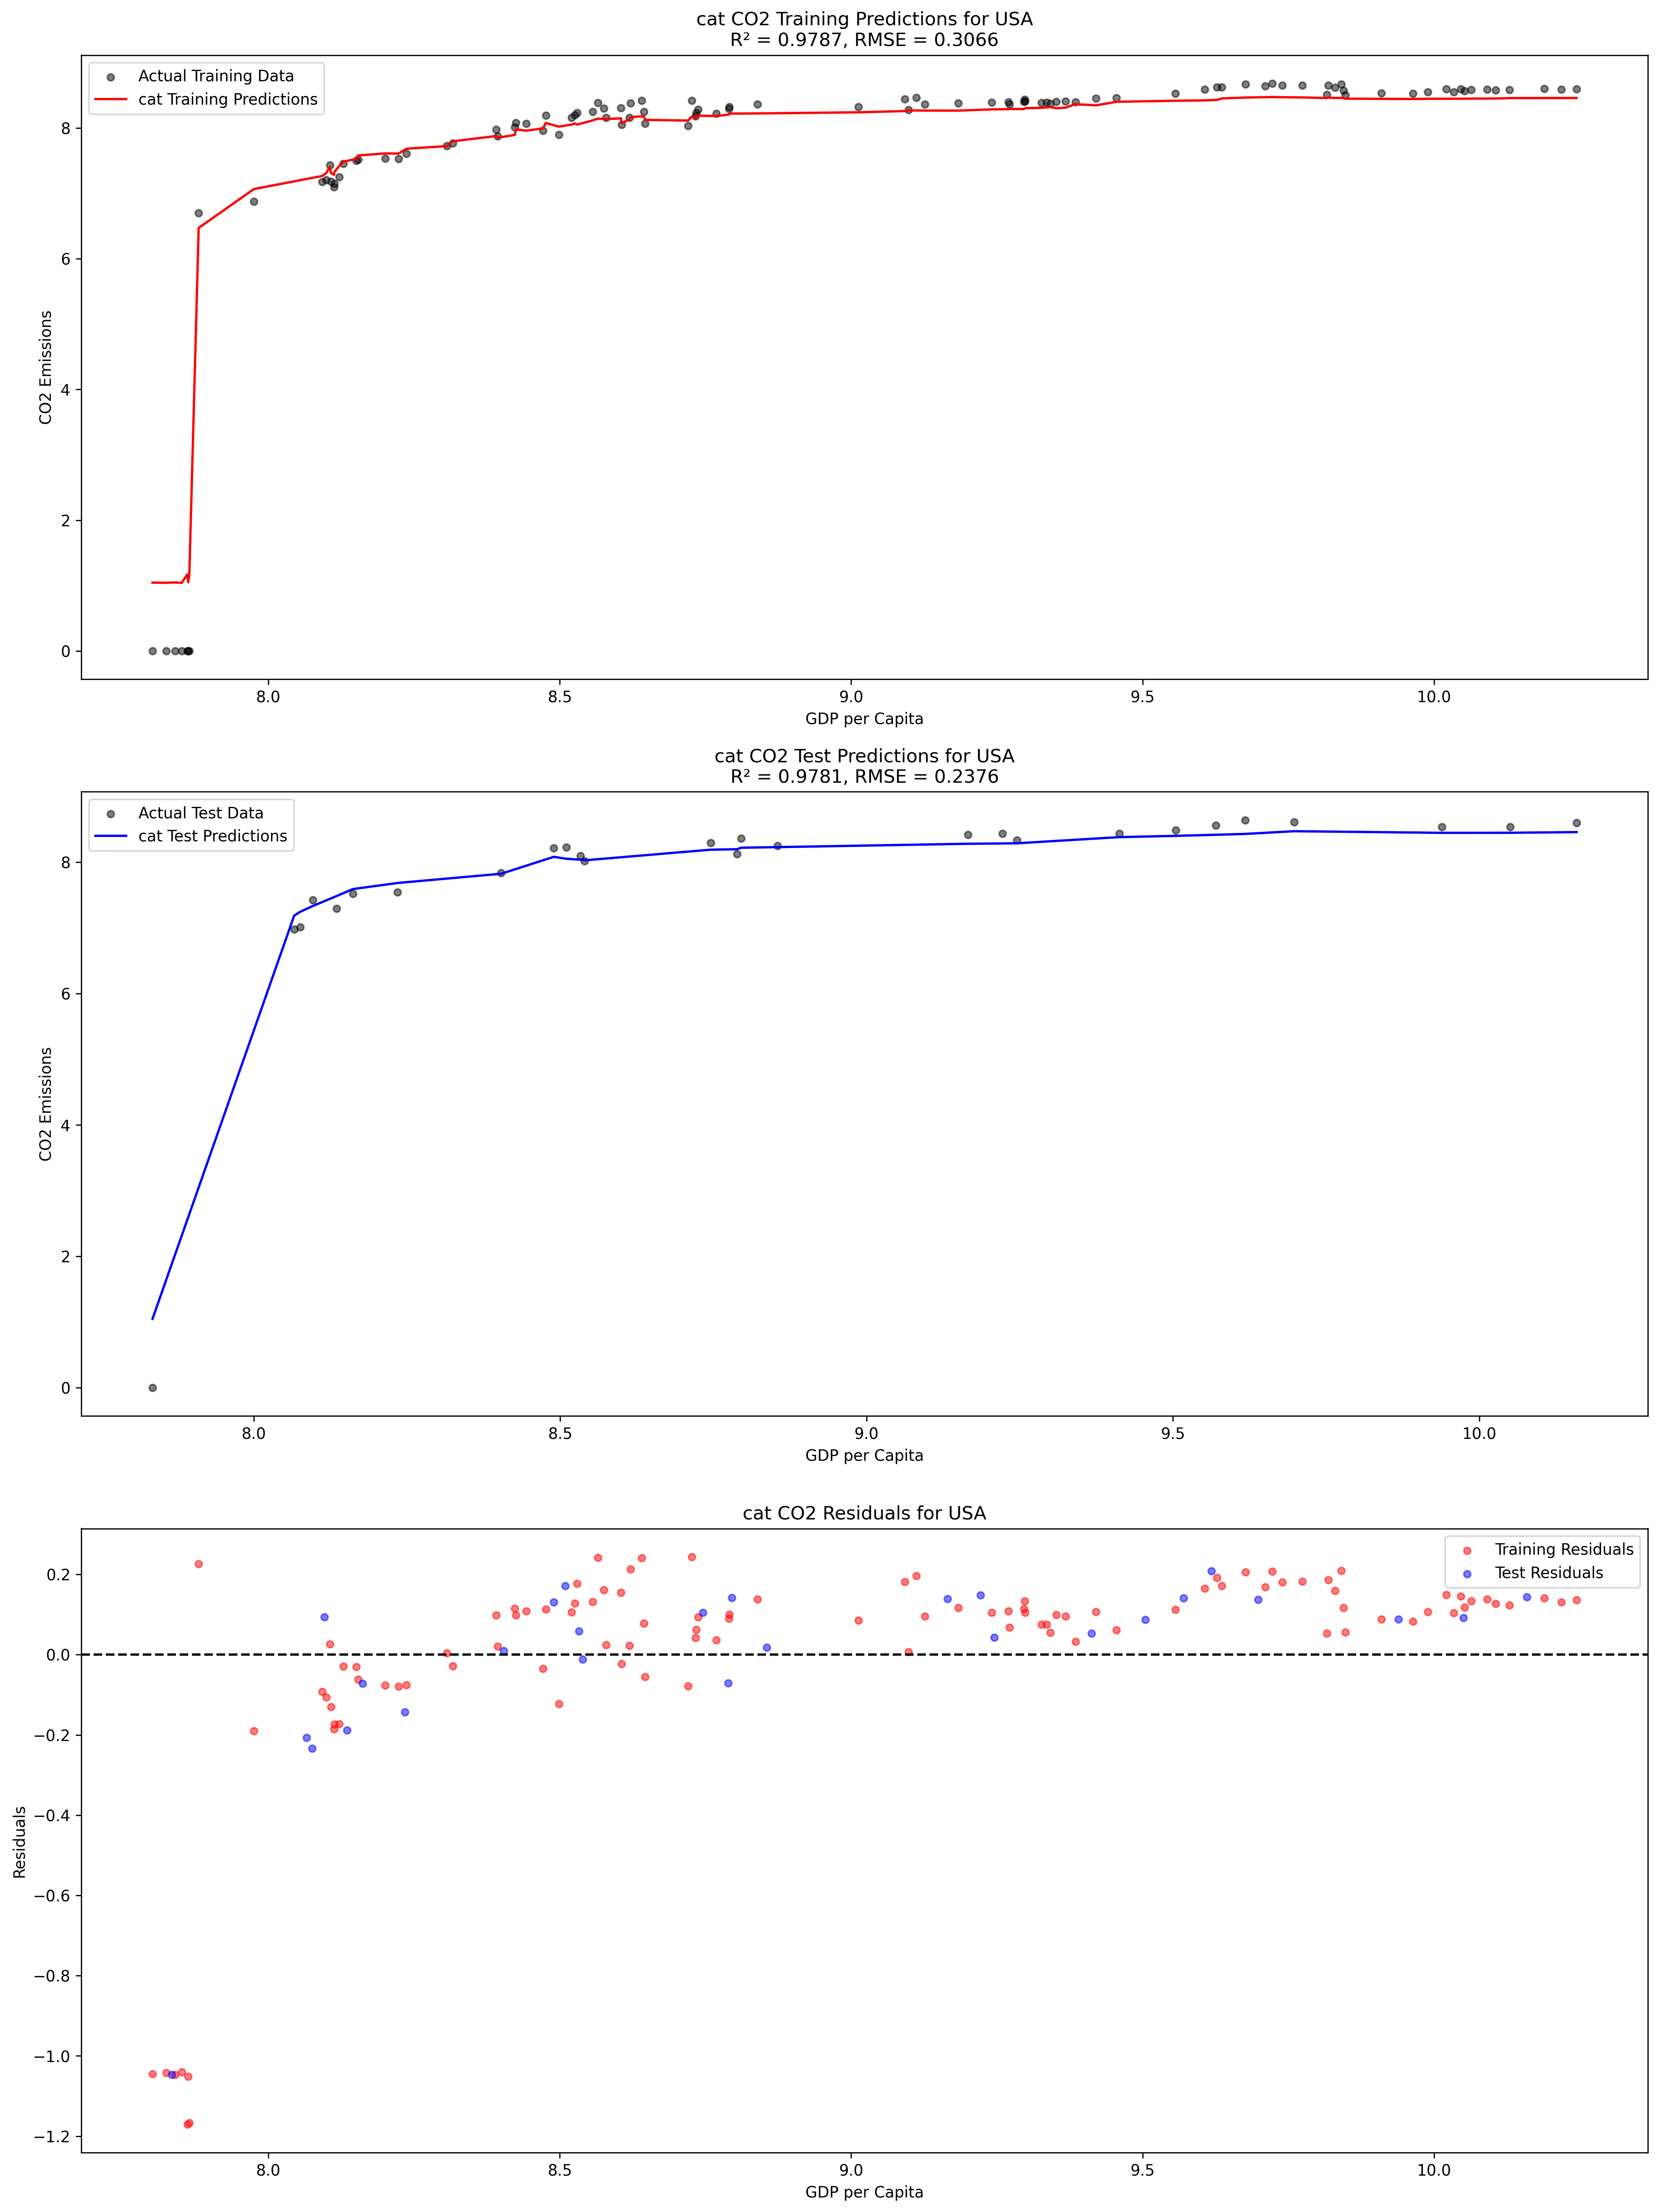 cat CO2 Training Predictions for USA
R² = 0.9787, RMSE = 0.3066
Actual Training Data
cat Training Predictions
CO2 Emissions
8
6
4
2
0
8.0 8.5 9.0 9.5 10.0
GDP per Capita
cat CO2 Test Predictions for USA
R² = 0.9781, RMSE = 0.2376
Actual Test Data
cat Test Predictions
CO2 Emissions
8
6
4
2
0
8.0 8.5 9.0 9.5 10.0
GDP per Capita
cat CO2 Residuals for USA
Training Residuals
Test Residuals
Residuals
0.2
0.0
−0.2
−0.4
−0.6
−0.8
−1.0
−1.2
8.0 8.5 9.0 9.5 10.0
GDP per Capita